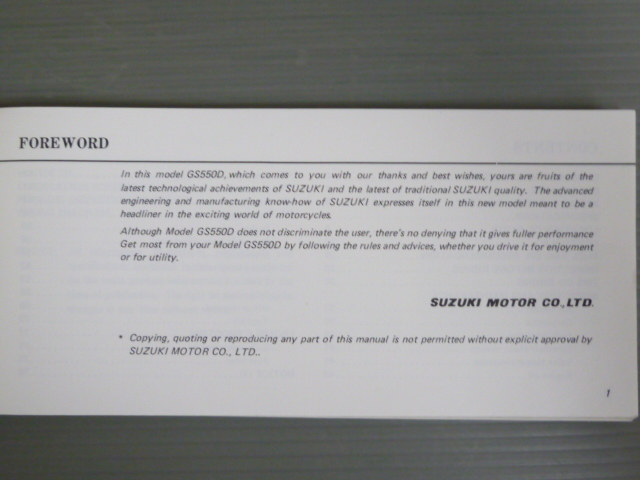 FOREWORD
In this model GS550D, which comes to you with our thanks and best wishes, yours are fruits of the
latest technological achievements of SUZUKI and the latest of traditional SUZUKI quality. The advanced
engineering and manufacturing know-how of SUZUKI expresses itself in this new model meant to be a
headliner in the exciting world of motorcycles.
Although Model GS550D does not discriminate the user, there's no denying that it gives fuller performance
Get most from your Model GS550D by following the rules and advices, whether you drive it for enjoyment
or for utility.
SUZUKI MOTOR CO.,LTD.
* Copying, quoting or reproducing any part of this manual is not permitted without explicit approval by
SUZUKI MOTOR CO., LTD..
1